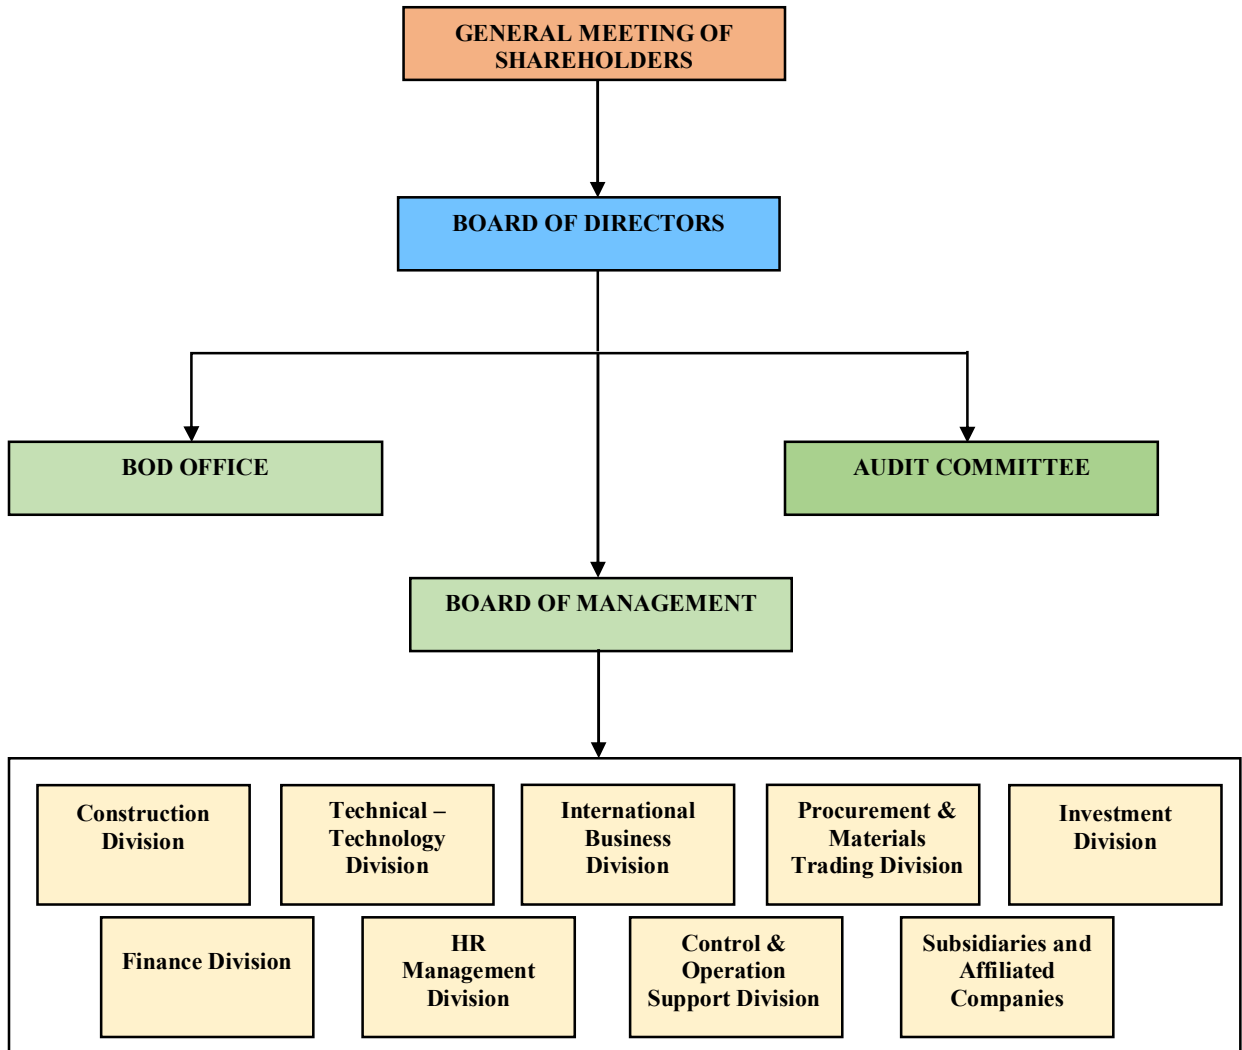 GENERAL MEETING OF
SHAREHOLDERS
BOARD OF DIRECTORS
BOD OFFICE
AUDIT COMMITTEE
BOARD OF MANAGEMENT
Construction
Division
Technical –
Technology
Division
International
Business
Division
Procurement &
Materials
Trading Division
Investment
Division
Finance Division
HR
Management
Division
Control &
Operation
Support Division
Subsidiaries and
Affiliated
Companies